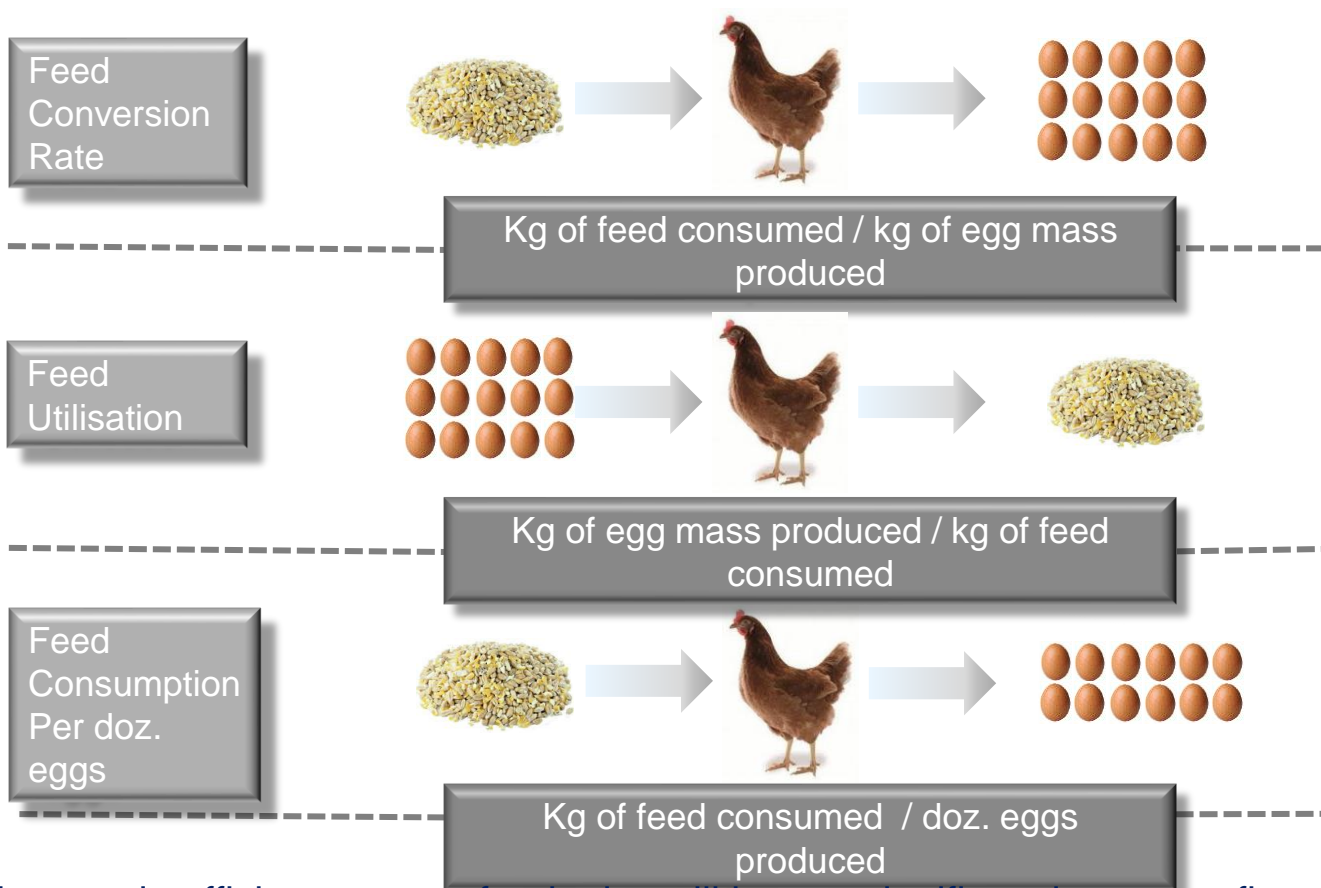 Feed
Conversion
Rate
Kg of feed consumed / kg of egg mass
produced
Feed
Utilisation
Kg of egg mass produced / kg of feed
consumed
Feed
Consumption
Per doz.
eggs
Kg of feed consumed / doz. eggs
produced